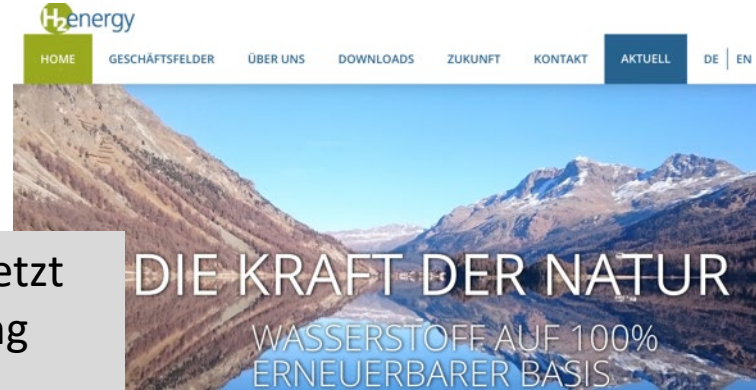 H2energy
HOME GESCHÄFTSFELDER ÜBER UNS DOWNLOADS ZUKUNFT KONTAKT AKTUELL DE | EN
DIE KRAFT DER NATUR
WASSERSTOFF AUF 100%
ERNEUERBARER BASIS